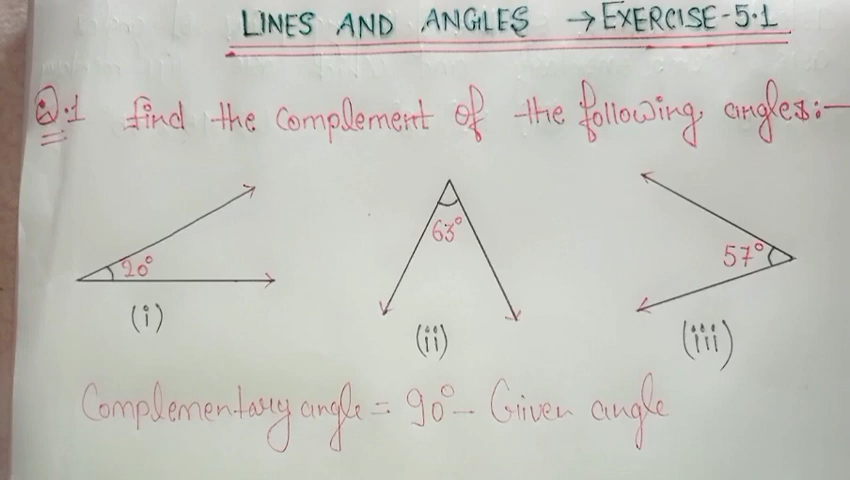 LINES AND ANGLES → EXERCISE-5.1
Q.1 find the complement of the following angles:—
20°
63°
57°
(i)
(ii)
(iii)
Complementary angle = 90° - Given angle